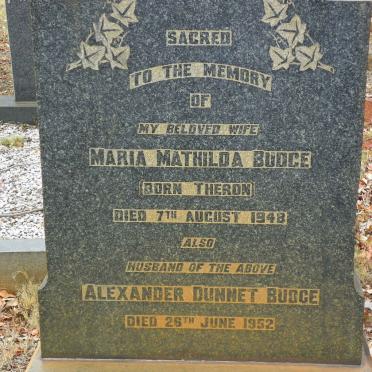 SACRED
TO THE MEMORY
OF
MY BELOVED WIFE
MARIA MATHILDA BUDGE
(BORN THERON)
DIED 7TH AUGUST 1948
ALSO
HUSBAND OF THE ABOVE
ALEXANDER DUNNET BUDGE
DIED 26TH JUNE 1952